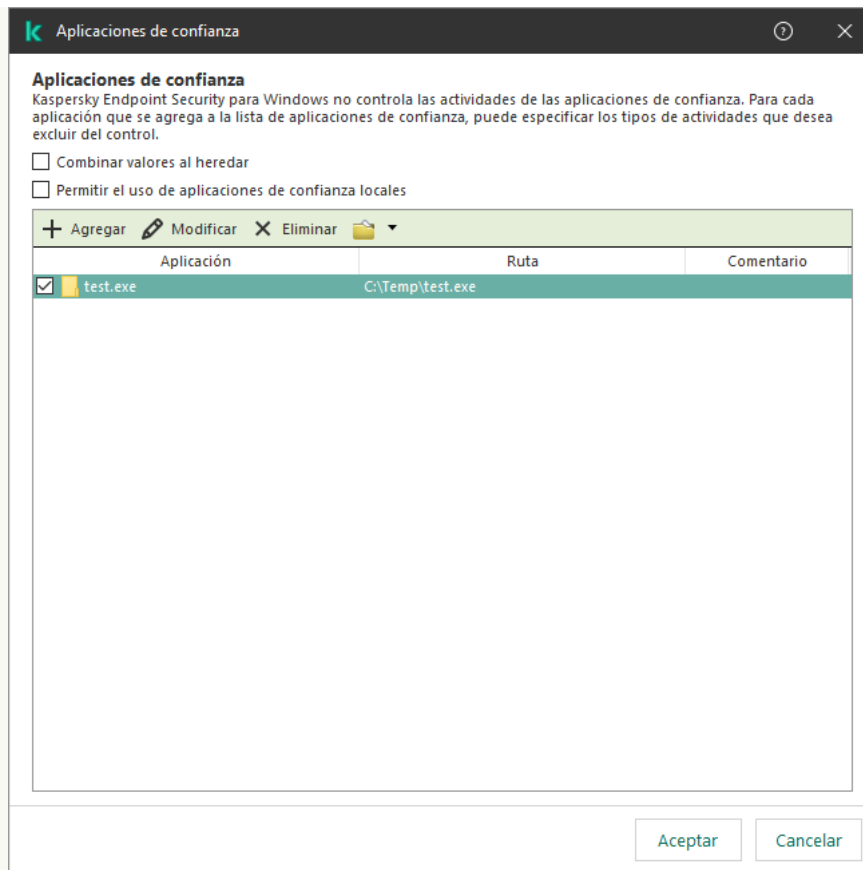 Aplicaciones de confianza
Aplicaciones de confianza
Kaspersky Endpoint Security para Windows no controla las actividades de las aplicaciones de confianza. Para cada
aplicación que se agrega a la lista de aplicaciones de confianza, puede especificar los tipos de actividades que desea
excluir del control.
Combinar valores al heredar
Permitir el uso de aplicaciones de confianza locales
Agregar Modificar Eliminar
Aplicación Ruta Comentario
test.exe C:\Temp\test.exe
Aceptar Cancelar